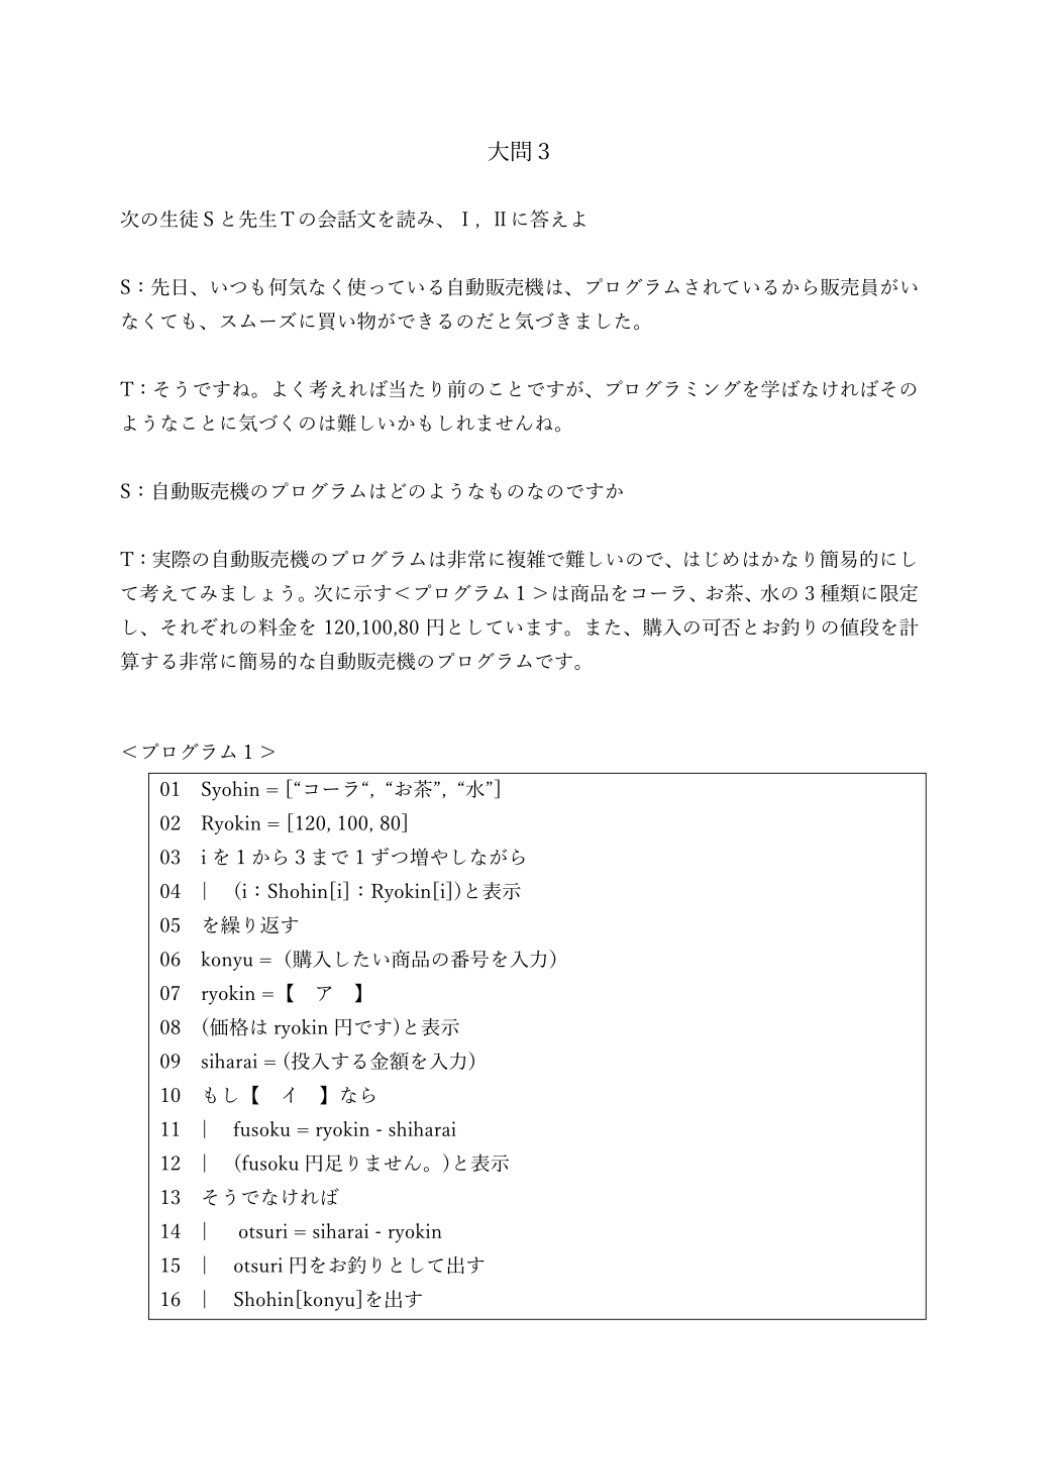 大問３
次の生徒Ｓと先生Ｔの会話文を読み、Ⅰ，Ⅱに答えよ
S：先日、いつも何気なく使っている自動販売機は、プログラムされているから販売員がい
なくても、スムーズに買い物ができるのだと気づきました。
T：そうですね。よく考えれば当たり前のことですが、プログラミングを学ばなければその
ようなことに気づくのは難しいかもしれませんね。
S：自動販売機のプログラムはどのようなものなのですか
T：実際の自動販売機のプログラムは非常に複雑で難しいので、はじめはかなり簡易的にし
て考えてみましょう。次に示す＜プログラム１＞は商品をコーラ、お茶、水の３種類に限定
し、それぞれの料金を 120,100,80 円としています。また、購入の可否とお釣りの値段を計
算する非常に簡易的な自動販売機のプログラムです。
＜プログラム１＞
01 Syohin = [“コーラ“, “お茶”, “水”]
02 Ryokin = [120, 100, 80]
03 i を１から３まで１ずつ増やしながら
04 ｜ (i：Shohin[i]：Ryokin[i])と表示
05 を繰り返す
06 konyu =（購入したい商品の番号を入力）
07 ryokin =【 ア 】
08 (価格は ryokin 円です)と表示
09 siharai = (投入する金額を入力)
10 もし【 イ 】なら
11 ｜ fusoku = ryokin - shiharai
12 ｜ (fusoku 円足りません。)と表示
13 そうでなければ
14 ｜ otsuri = siharai - ryokin
15 ｜ otsuri 円をお釣りとして出す
16 ｜ Shohin[konyu]を出す